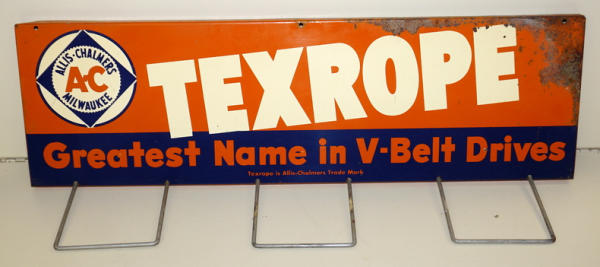 ALLIS-CHALMERS
A-C
MILWAUKEE
TEXROPE
Greatest Name in V-Belt Drives
Texrope is Allis-Chalmers Trade Mark